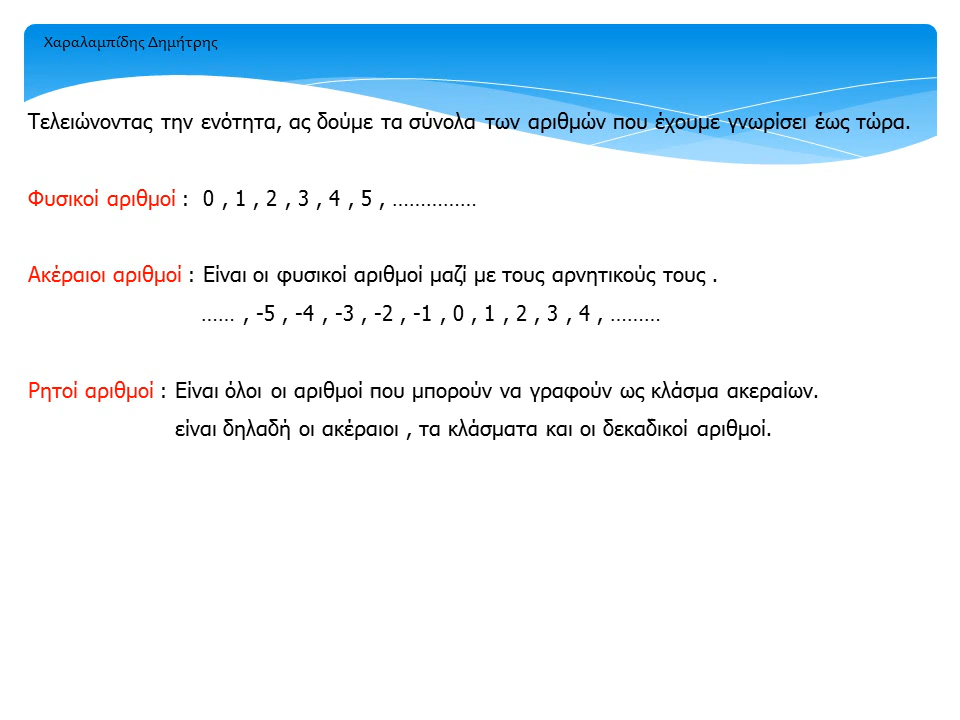 Χαραλαμπίδης Δημήτρης
Τελειώνοντας την ενότητα, ας δούμε τα σύνολα των αριθμών που έχουμε γνωρίσει έως τώρα.
Φυσικοί αριθμοί : 0 , 1 , 2 , 3 , 4 , 5 , ……………
Ακέραιοι αριθμοί : Είναι οι φυσικοί αριθμοί μαζί με τους αρνητικούς τους .
…… , -5 , -4 , -3 , -2 , -1 , 0 , 1 , 2 , 3 , 4 , ………
Ρητοί αριθμοί : Είναι όλοι οι αριθμοί που μπορούν να γραφούν ως κλάσμα ακεραίων.
είναι δηλαδή οι ακέραιοι , τα κλάσματα και οι δεκαδικοί αριθμοί.